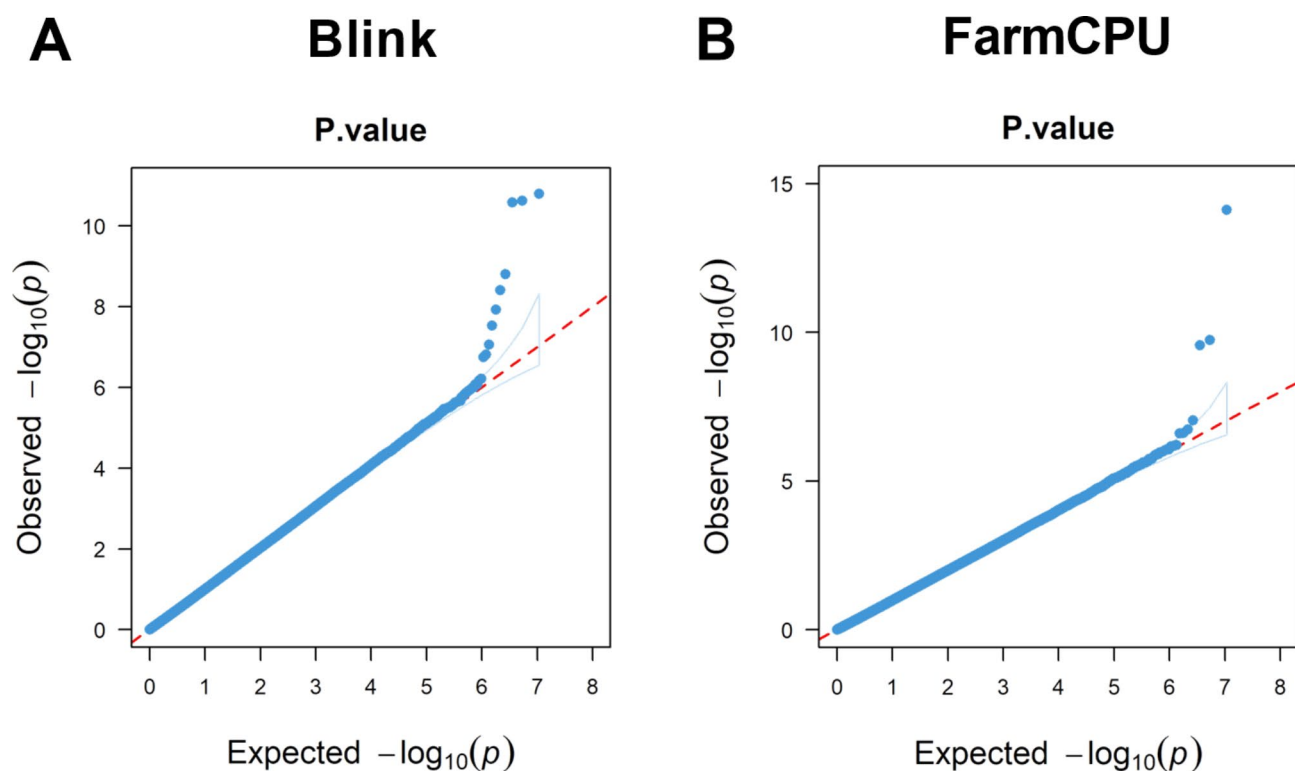 A Blink
P.value
10
8
6
4
2
0
0 1 2 3 4 5 6 7 8
Observed −log10(p)
Expected −log10(p)
B FarmCPU
P.value
15
10
5
0
0 1 2 3 4 5 6 7 8
Observed −log10(p)
Expected −log10(p)